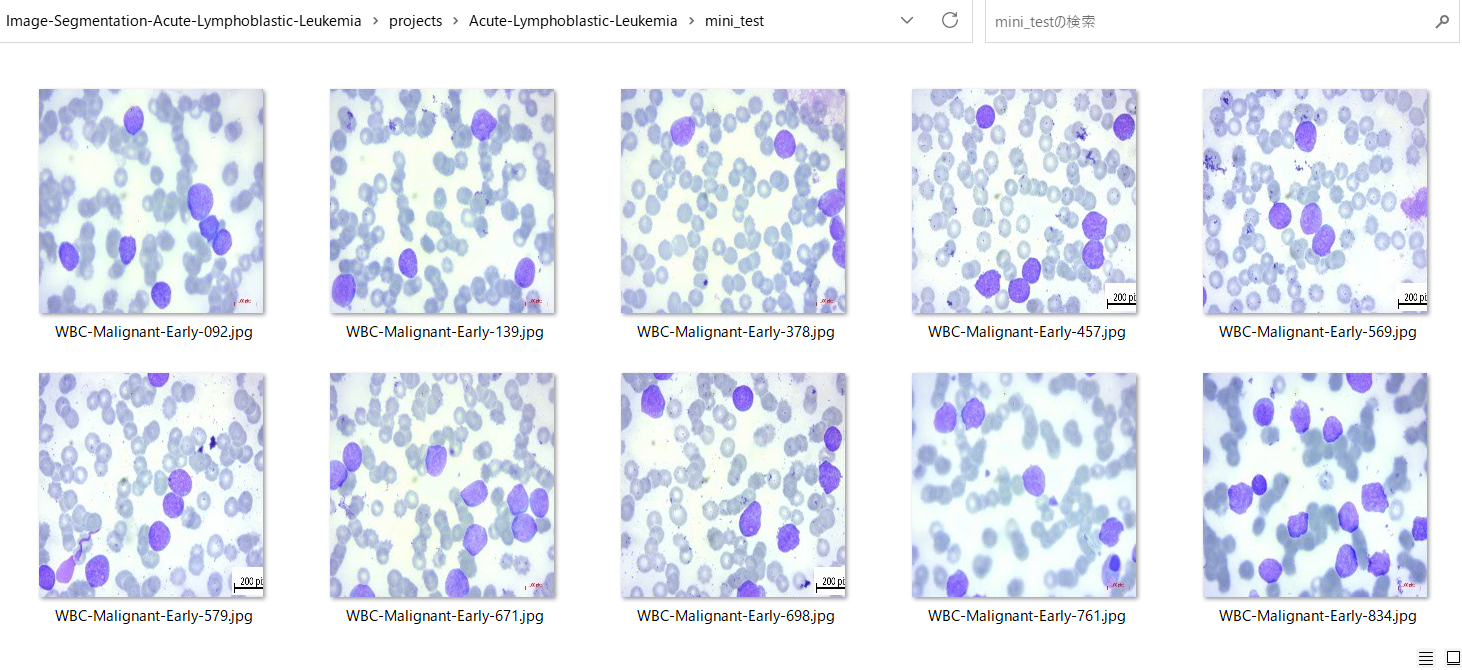 Image-Segmentation-Acute-Lymphoblastic-Leukemia > projects > Acute-Lymphoblastic-Leukemia > mini_test
mini_testの検索
200 pi
200 pi
WBC-Malignant-Early-092.jpg
WBC-Malignant-Early-139.jpg
WBC-Malignant-Early-378.jpg
WBC-Malignant-Early-457.jpg
WBC-Malignant-Early-569.jpg
200 pi
200 pi
WBC-Malignant-Early-579.jpg
WBC-Malignant-Early-671.jpg
WBC-Malignant-Early-698.jpg
WBC-Malignant-Early-761.jpg
WBC-Malignant-Early-834.jpg